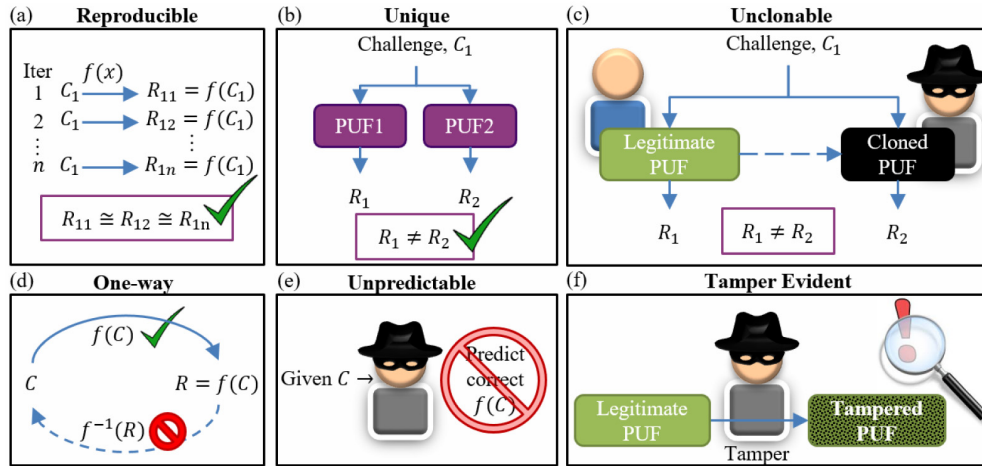 (a) Reproducible
Iter f(x)
1 C₁ R₁₁ = f(C₁)
2 C₁ R₁₂ = f(C₁)
⋮ ⋮
n C₁ R₁ₙ = f(C₁)
R₁₁ ≅ R₁₂ ≅ R₁ₙ
(b) Unique
Challenge, C₁
PUF1 PUF2
R₁ R₂
R₁ ≠ R₂
(c) Unclonable
Challenge, C₁
Legitimate
PUF
Cloned
PUF
R₁ R₁ ≠ R₂ R₂
(d) One-way
f(C)
C R = f(C)
f⁻¹(R)
(e) Unpredictable
Given C →
Predict
correct
f(C)
(f) Tamper Evident
Legitimate
PUF
Tamper
Tampered
PUF